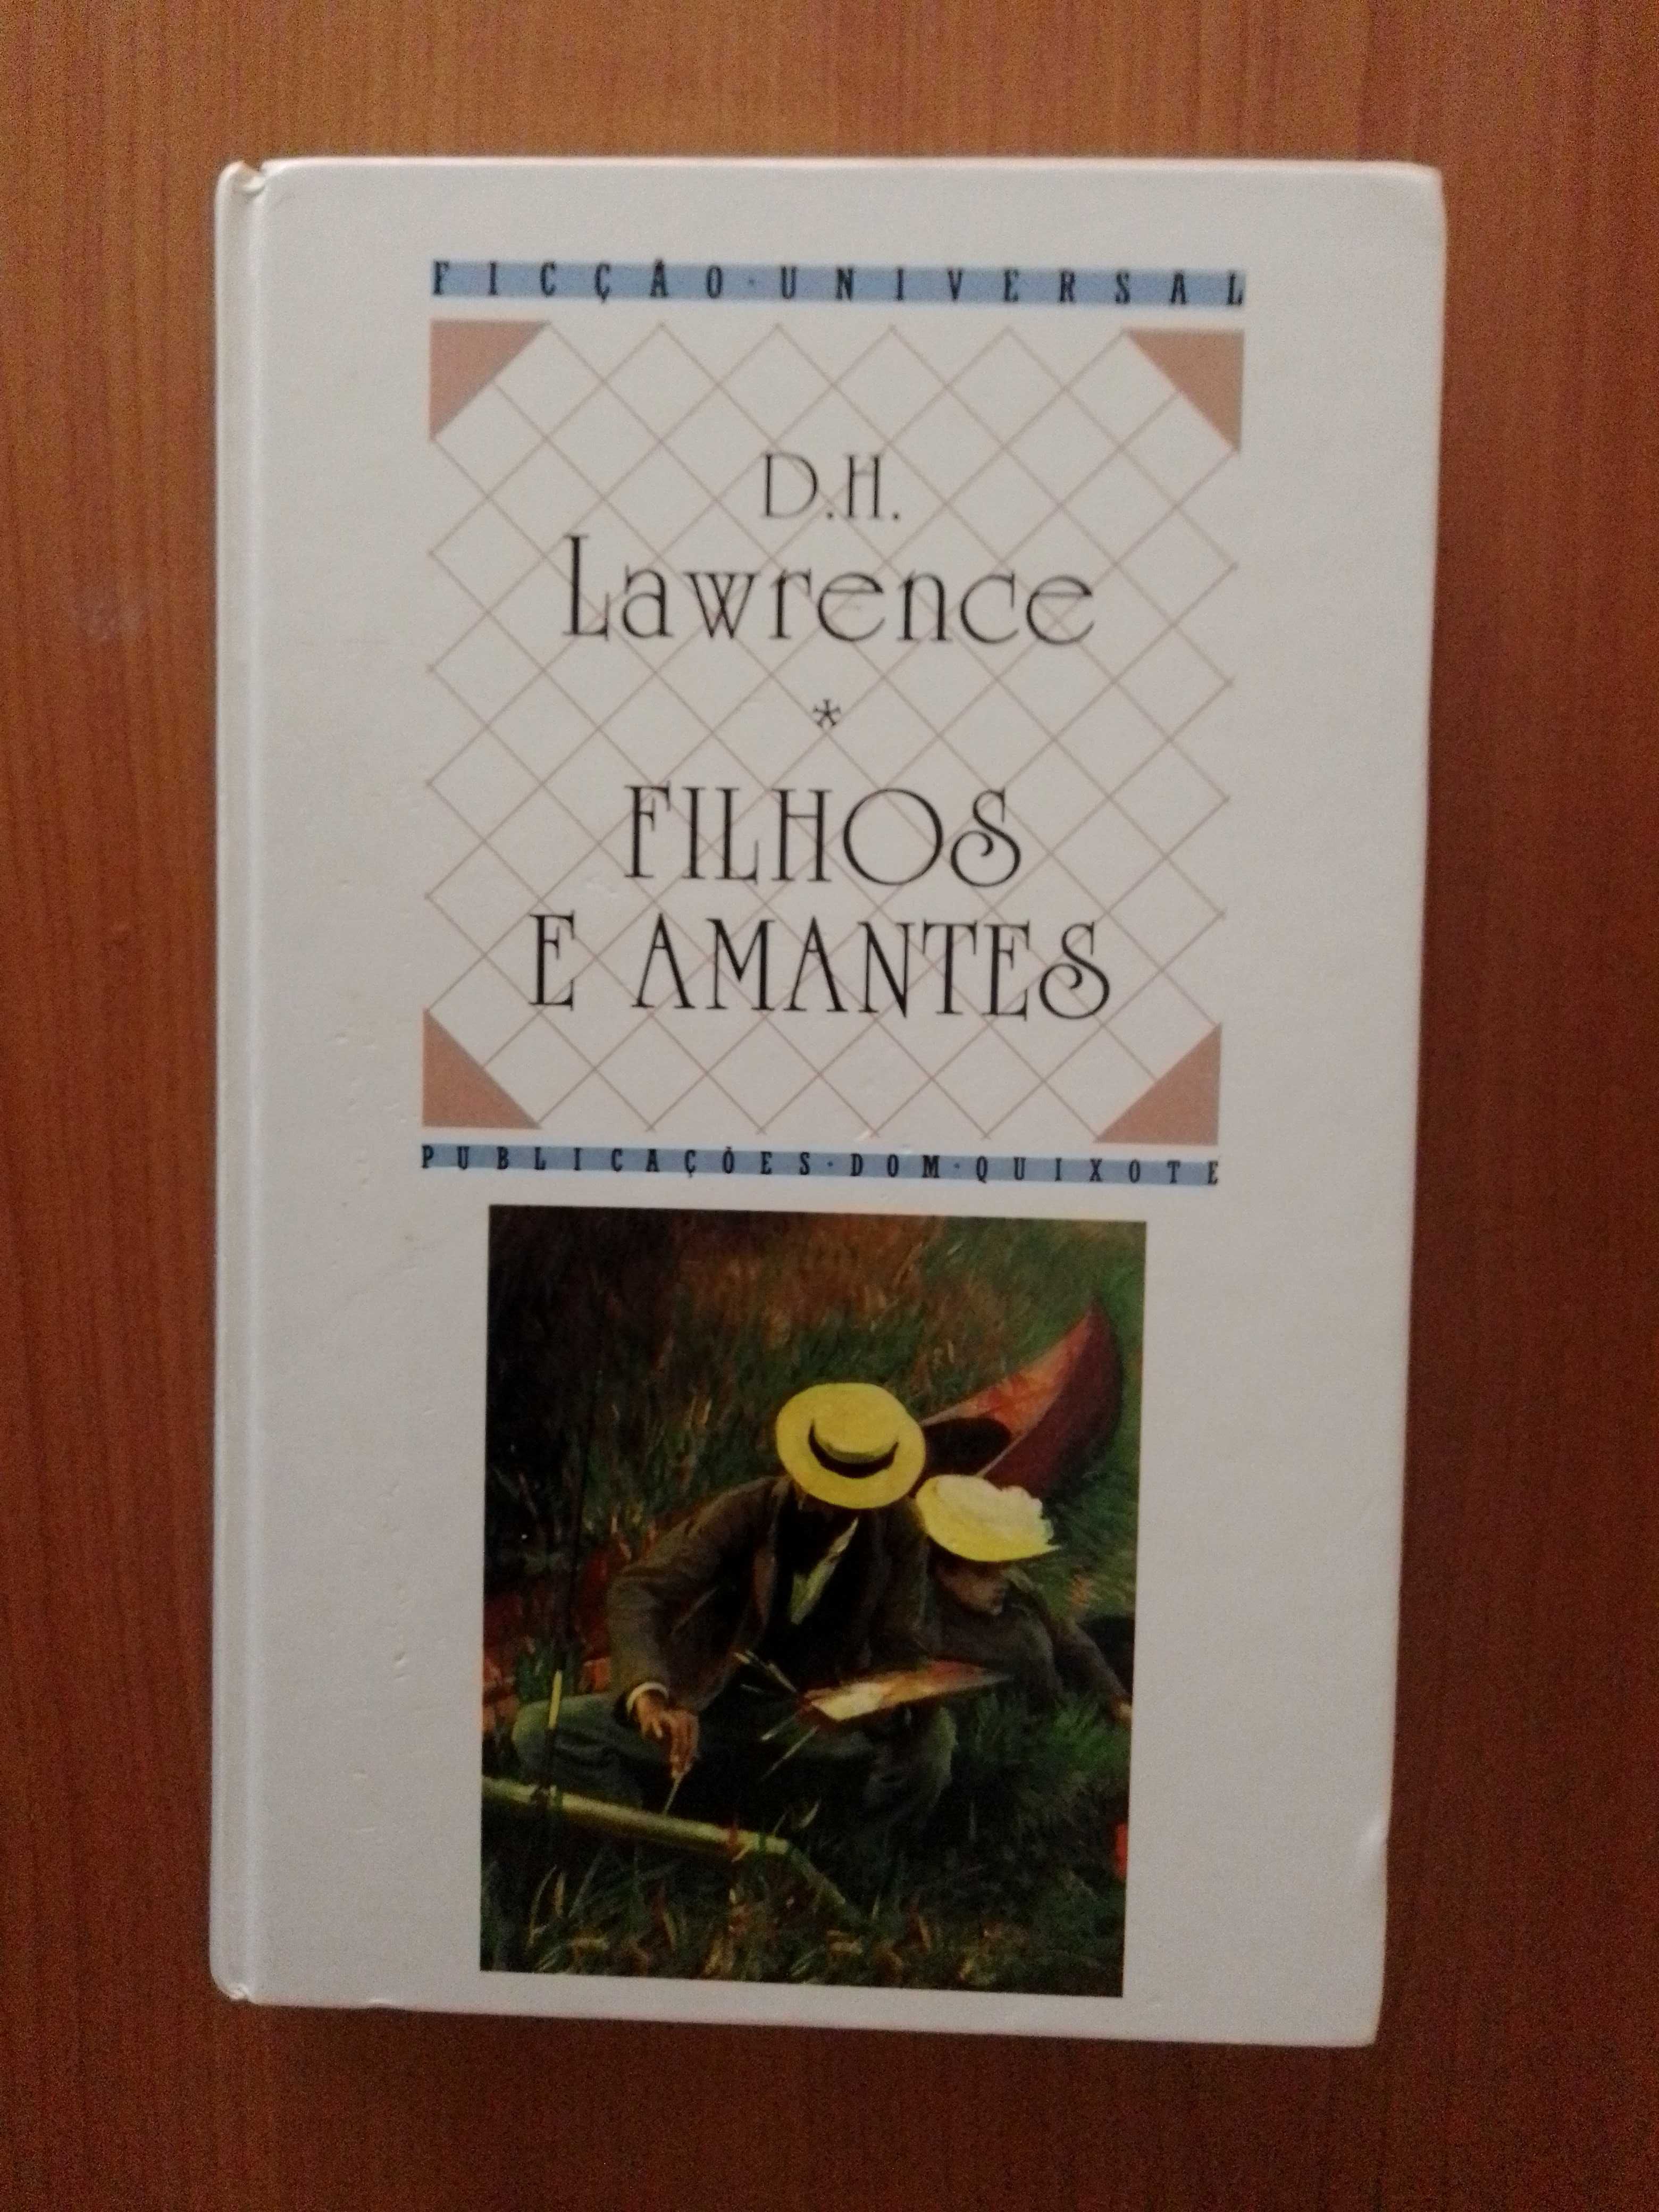 FICÇÃO·UNIVERSAL
D.H.
Lawrence
*
FILHOS
E AMANTES
PUBLICAÇÕES·DOM·QUIXOTE